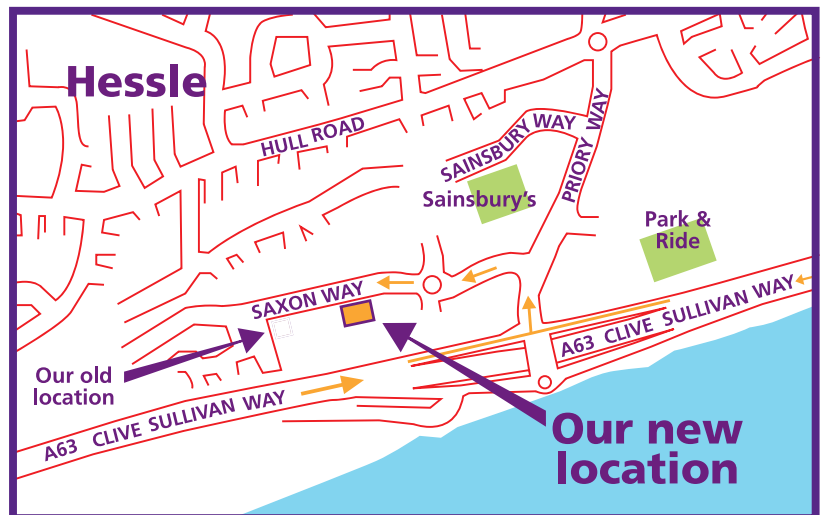 Hessle
HULL ROAD
SAINSBURY WAY
PRIORY WAY
Sainsbury's
Park &
Ride
SAXON WAY
A63 CLIVE SULLIVAN WAY
Our old
location
A63 CLIVE SULLIVAN WAY
Our new
location